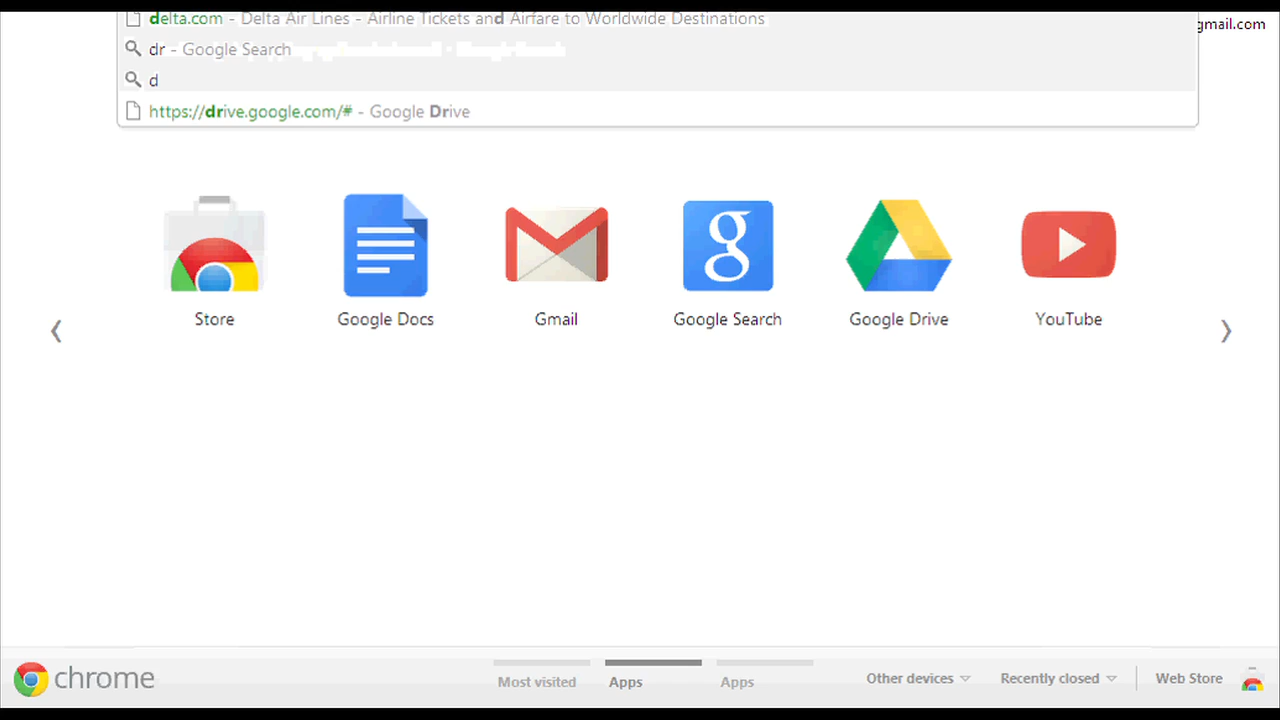 delta.com - Delta Air Lines - Airline Tickets and Airfare to Worldwide Destinations
gmail.com
dr - Google Search
d
https://drive.google.com/# - Google Drive
Store Google Docs Gmail Google Search Google Drive YouTube
chrome Most visited Apps Apps Other devices Recently closed Web Store